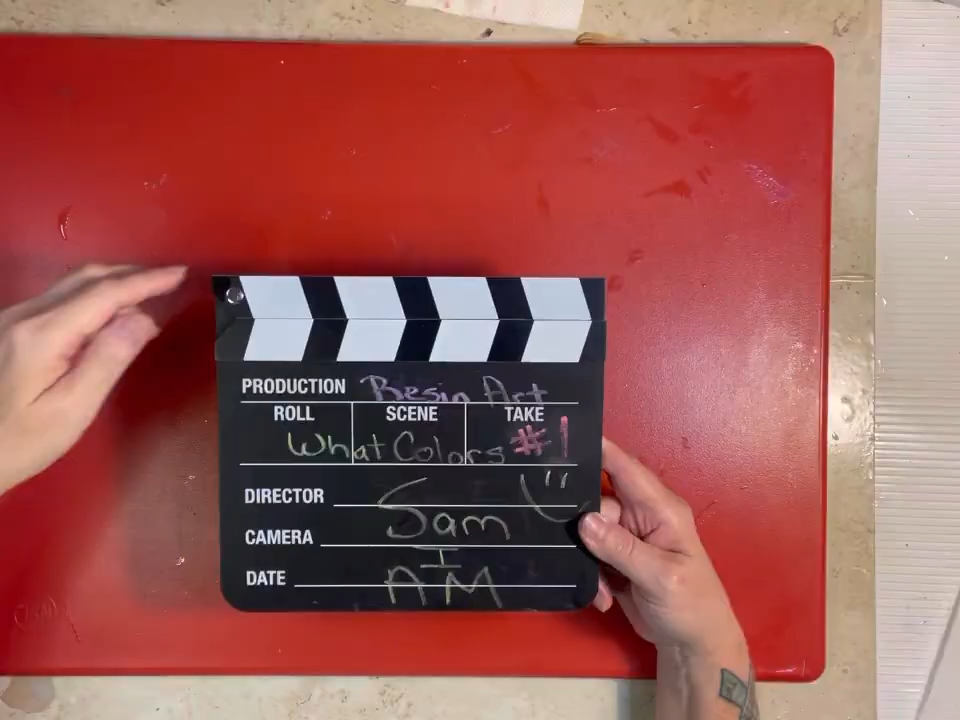 PRODUCTION Resin Art
ROLL SCENE TAKE
What Colors #1
DIRECTOR Sam
CAMERA I
DATE AM